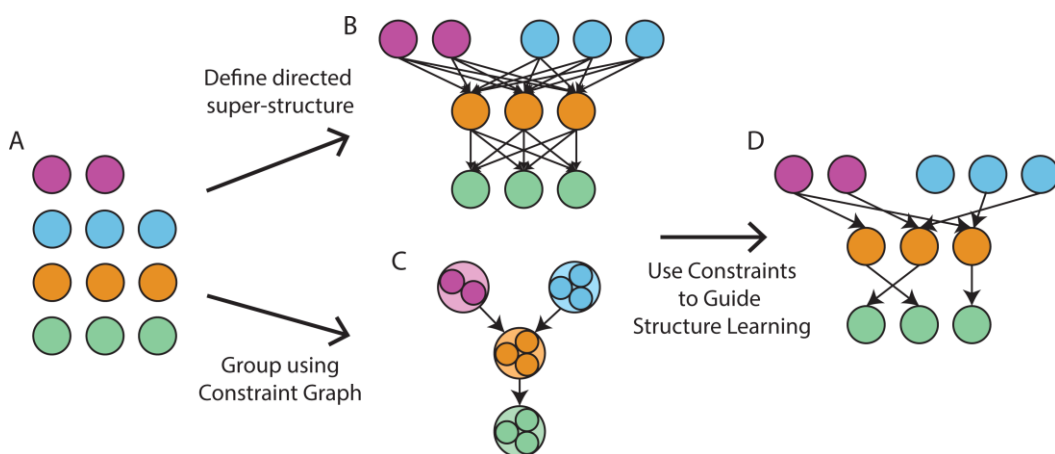 B
Define directed
super-structure
A
D
C
Use Constraints
to Guide
Structure Learning
Group using
Constraint Graph